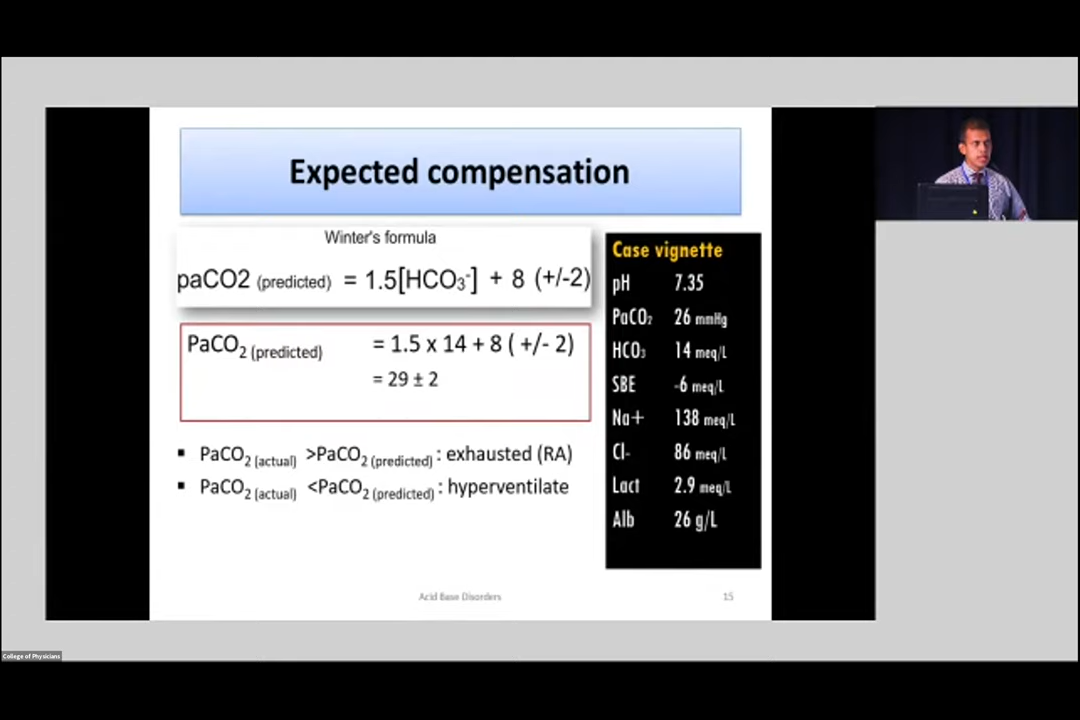 Expected compensation
Winter's formula
paCO2 (predicted) = 1.5[HCO₃⁻] + 8 (+/-2)
PaCO₂ (predicted) = 1.5 x 14 + 8 ( +/- 2)
= 29 ± 2
▪ PaCO₂ (actual) >PaCO₂ (predicted) : exhausted (RA)
▪ PaCO₂ (actual) <PaCO₂ (predicted) : hyperventilate
Case vignette
pH 7.35
PaCO₂ 26 mmHg
HCO₃ 14 meq/L
SBE -6 meq/L
Na+ 138 meq/L
Cl- 86 meq/L
Lact 2.9 meq/L
Alb 26 g/L
Acid Base Disorders 15
College of Physicians